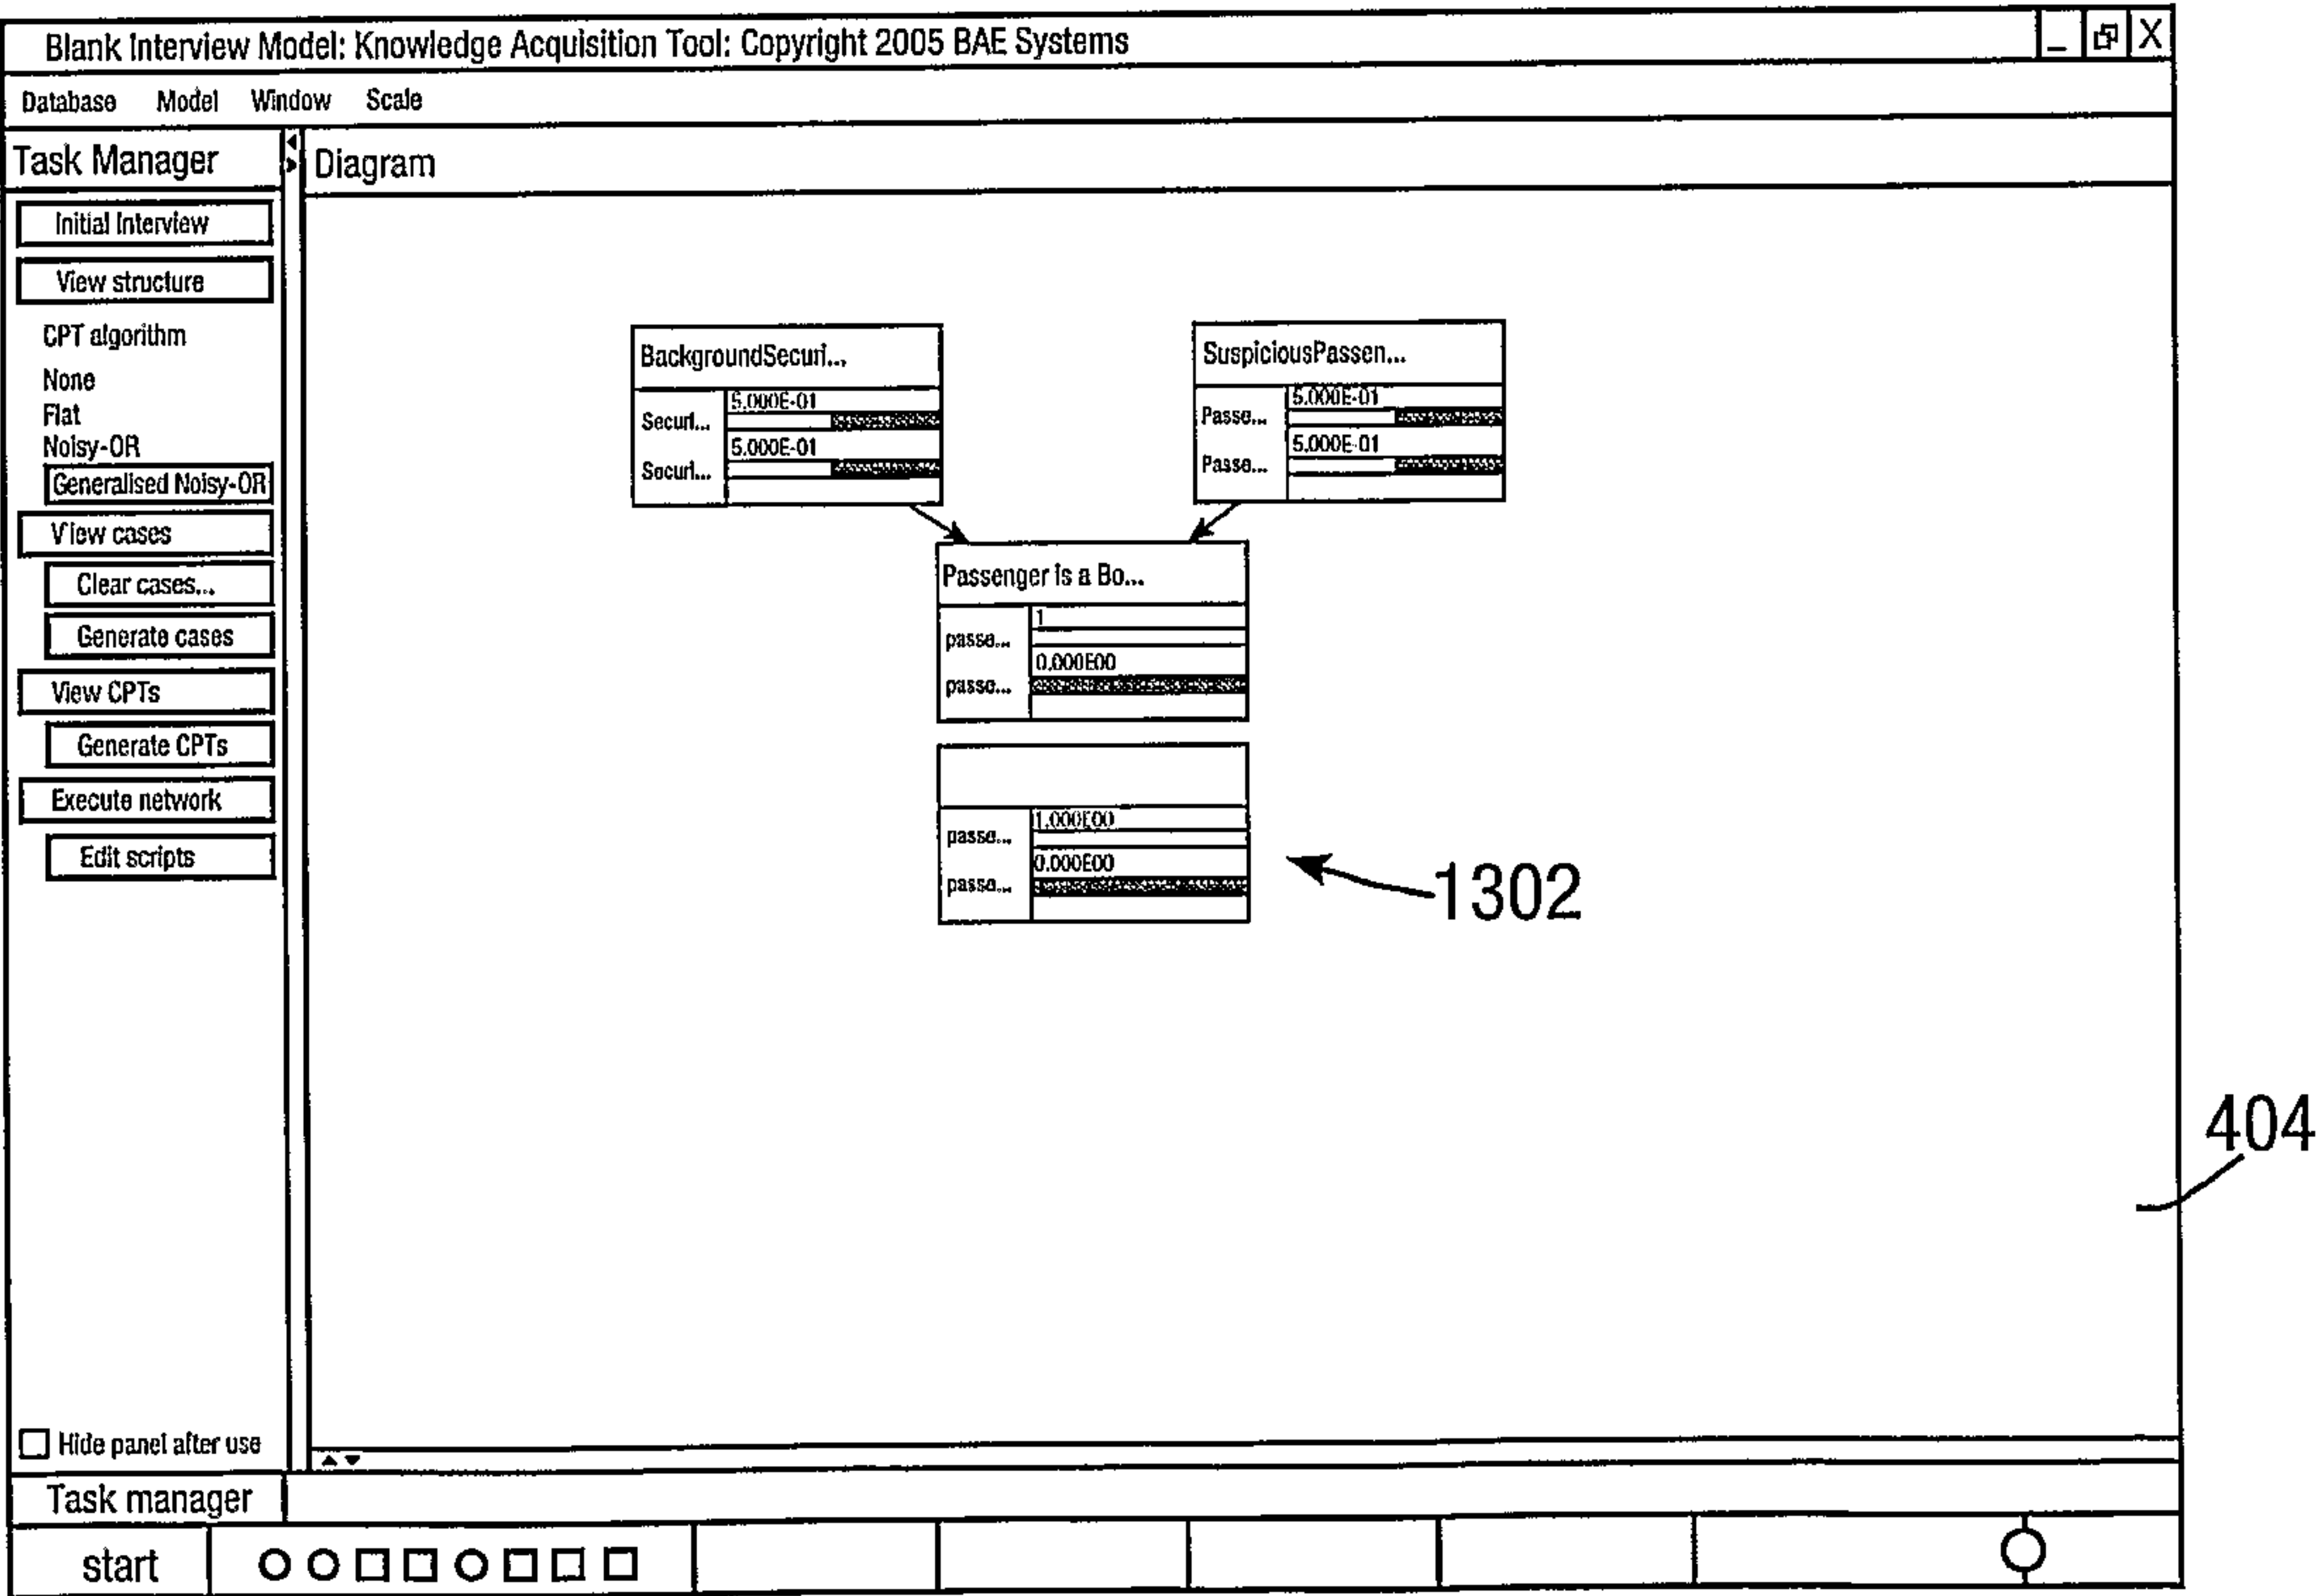 Blank Interview Model: Knowledge Acquisition Tool: Copyright 2005 BAE Systems _ X
Database Model Window Scale
Task Manager
Diagram
Initial Interview
View structure
CPT algorithm
None
Flat
Noisy-OR
Generalised Noisy-OR
View cases
Clear cases...
Generate cases
View CPTs
Generate CPTs
Execute network
Edit scripts
BackgroundSecuri...
5.000E-01
Securi...
5.000E-01
Securi...
SuspiciousPassen...
5.000E-01
Passe...
5.000E-01
Passe...
Passenger is a Bo...
1
passe...
0.000E00
passe...
1.000E00
passe...
0.000E00
passe...
1302
404
Hide panel after use
Task manager
start